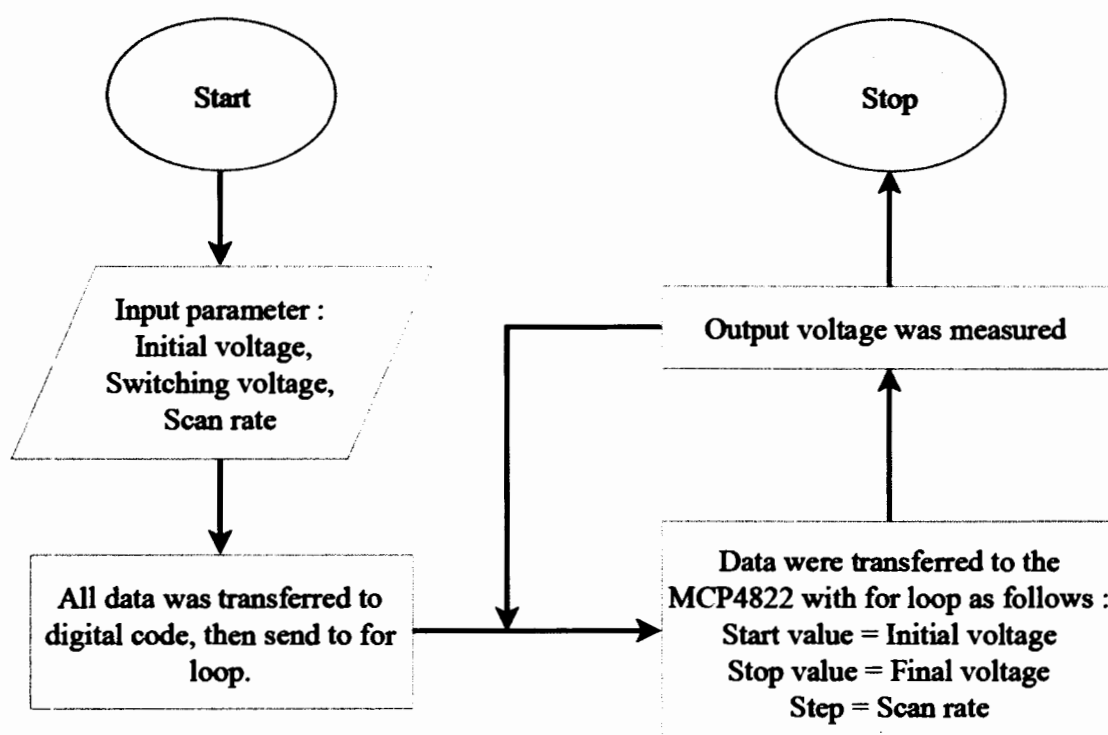 Start
Input parameter :
Initial voltage,
Switching voltage,
Scan rate
All data was transferred to
digital code, then send to for
loop.
Data were transferred to the
MCP4822 with for loop as follows :
Start value = Initial voltage
Stop value = Final voltage
Step = Scan rate
Output voltage was measured
Stop